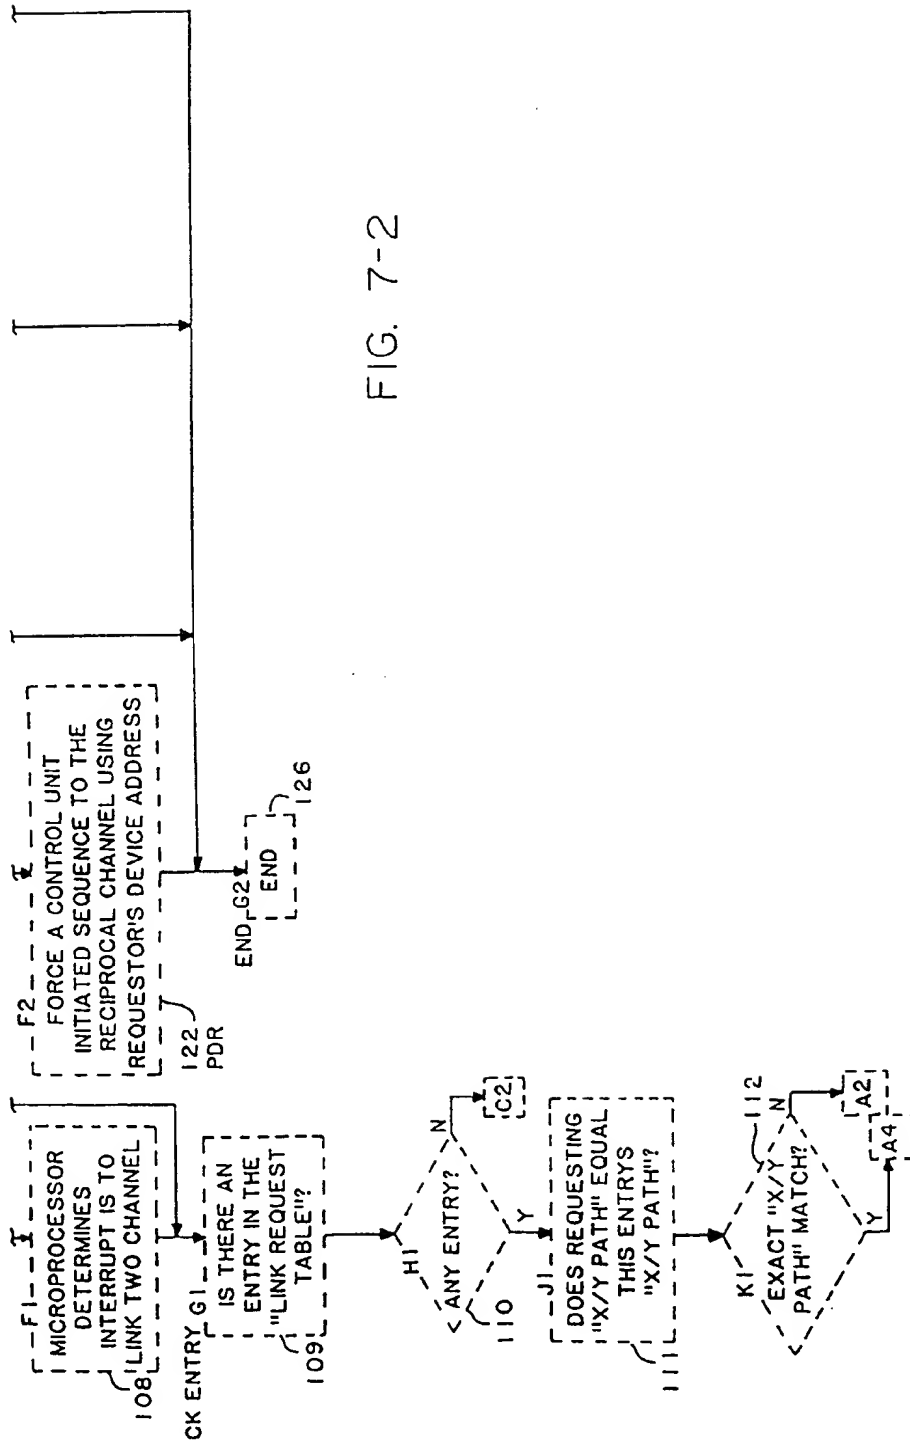 F1
MICROPROCESSOR
DETERMINES
INTERRUPT IS TO
'LINK TWO CHANNEL
108
CK ENTRY G1
IS THERE AN
ENTRY IN THE
"LINK REQUEST
TABLE"?
109
H1
ANY ENTRY?
110
N
C2
Y
J1
DOES REQUESTING
"X/Y PATH" EQUAL
THIS ENTRYS
"X/Y PATH"?
111
K1
EXACT "X/Y
PATH" MATCH?
112
N
A2
Y
A4
F2
FORCE A CONTROL UNIT
INITIATED SEQUENCE TO THE
RECIPROCAL CHANNEL USING
REQUESTOR'S DEVICE ADDRESS
122
PDR
END G2
END
126
FIG. 7-2